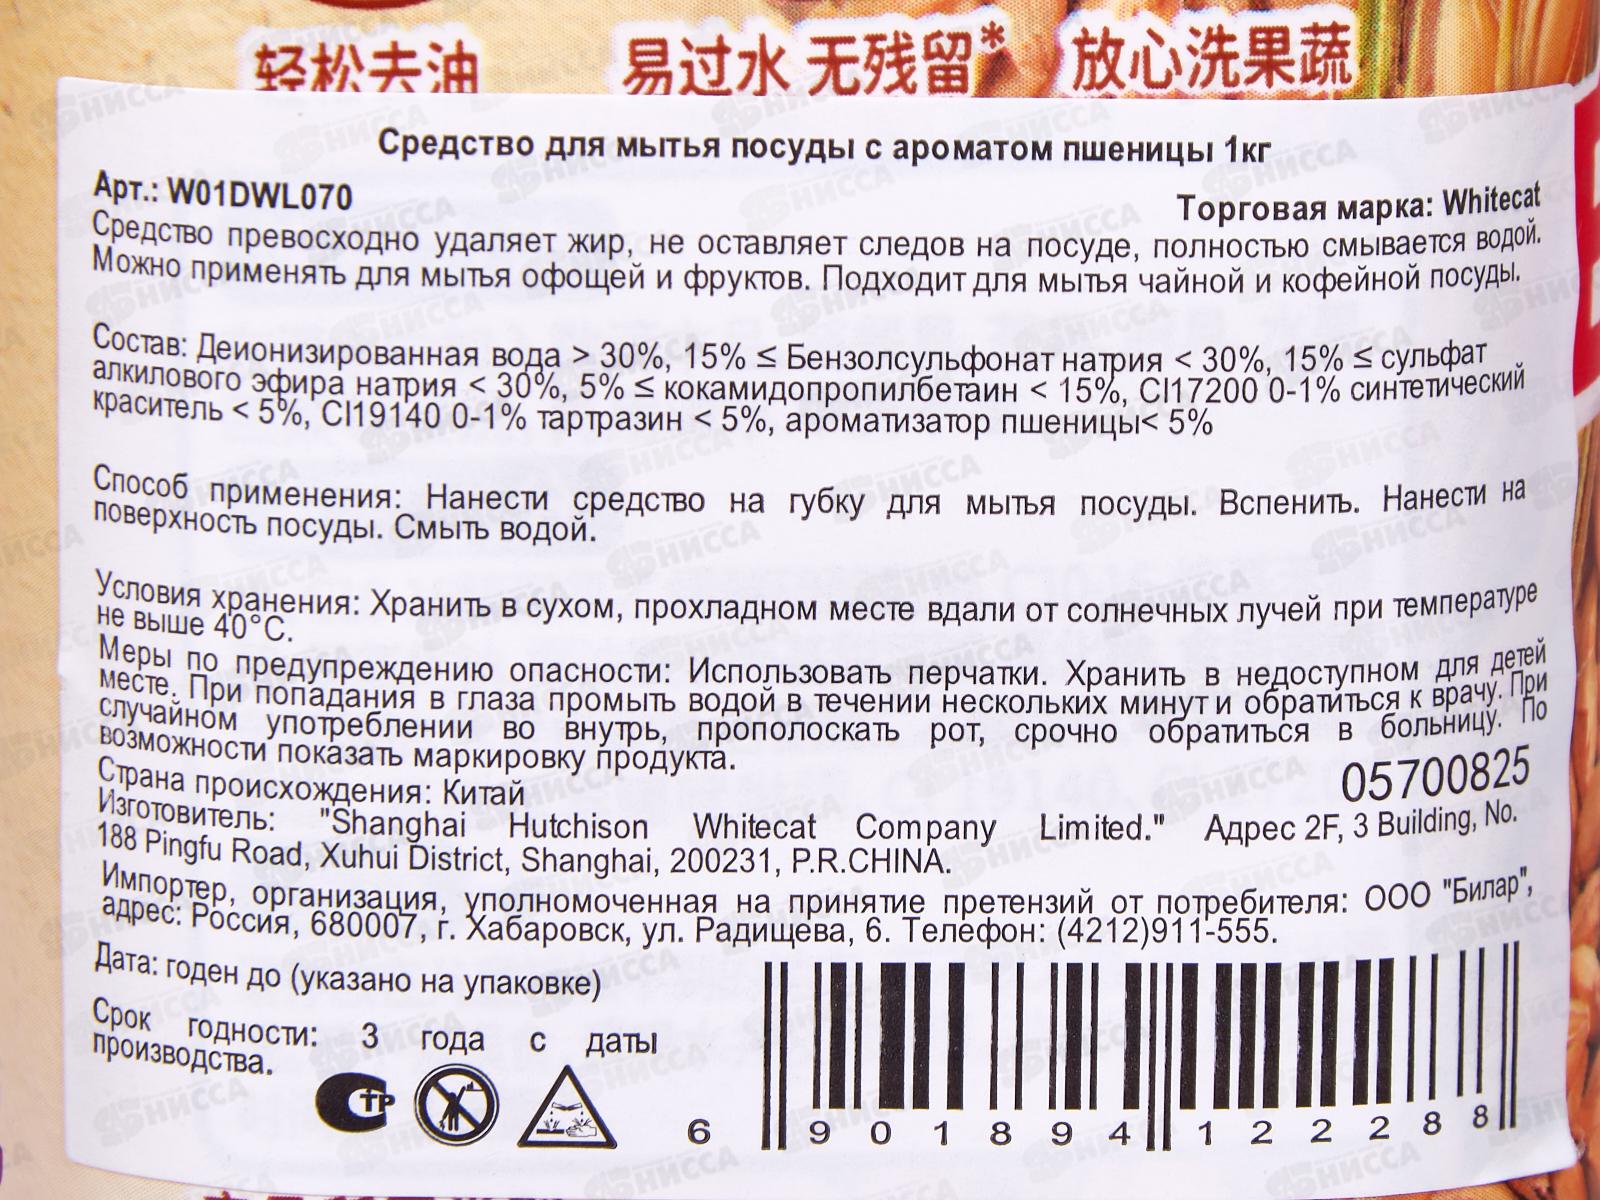 轻松去油 易过水 无残留* 放心洗果蔬
Средство для мытья посуды с ароматом пшеницы 1кг
Арт.: W01DWL070
Торговая марка: Whitecat
Средство превосходно удаляет жир, не оставляет следов на посуде, полностью смывается водой.
Можно применять для мытья офощей и фруктов. Подходит для мытья чайной и кофейной посуды.
Состав: Деионизированная вода > 30%, 15% ≤ Бензолсульфонат натрия < 30%, 15% ≤ сульфат
алкилового эфира натрия < 30%, 5% ≤ кокамидопропилбетаин < 15%, CI17200 0-1% синтетический
краситель < 5%, CI19140 0-1% тартразин < 5%, ароматизатор пшеницы< 5%
Способ применения: Нанести средство на губку для мытья посуды. Вспенить. Нанести на
поверхность посуды. Смыть водой.
Условия хранения: Хранить в сухом, прохладном месте вдали от солнечных лучей при температуре
не выше 40°С.
Меры по предупреждению опасности: Использовать перчатки. Хранить в недоступном для детей
месте. При попадания в глаза промыть водой в течении нескольких минут и обратиться к врачу. При
случайном употреблении во внутрь, прополоскать рот, срочно обратиться в больницу. По
возможности показать маркировку продукта.
Страна происхождения: Китай
05700825
Изготовитель: "Shanghai Hutchison Whitecat Company Limited." Адрес 2F, 3 Building, No.
188 Pingfu Road, Xuhui District, Shanghai, 200231, P.R.CHINA.
Импортер, организация, уполномоченная на принятие претензий от потребителя: ООО "Билар",
адрес: Россия, 680007, г. Хабаровск, ул. Радищева, 6. Телефон: (4212)911-555.
Дата: годен до (указано на упаковке)
Срок годности: 3 года с даты
производства.
ТР
6 901894 122288
НИССА